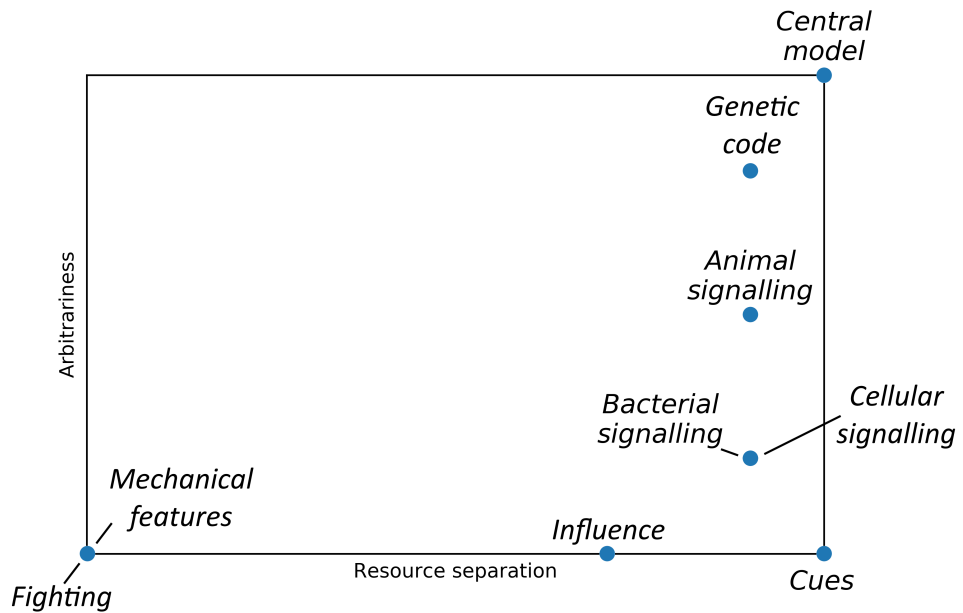 Central
model
Genetic
code
Animal
signalling
Arbitrariness
Bacterial
signalling
Cellular
signalling
Mechanical
features
Influence
Resource separation
Cues
Fighting